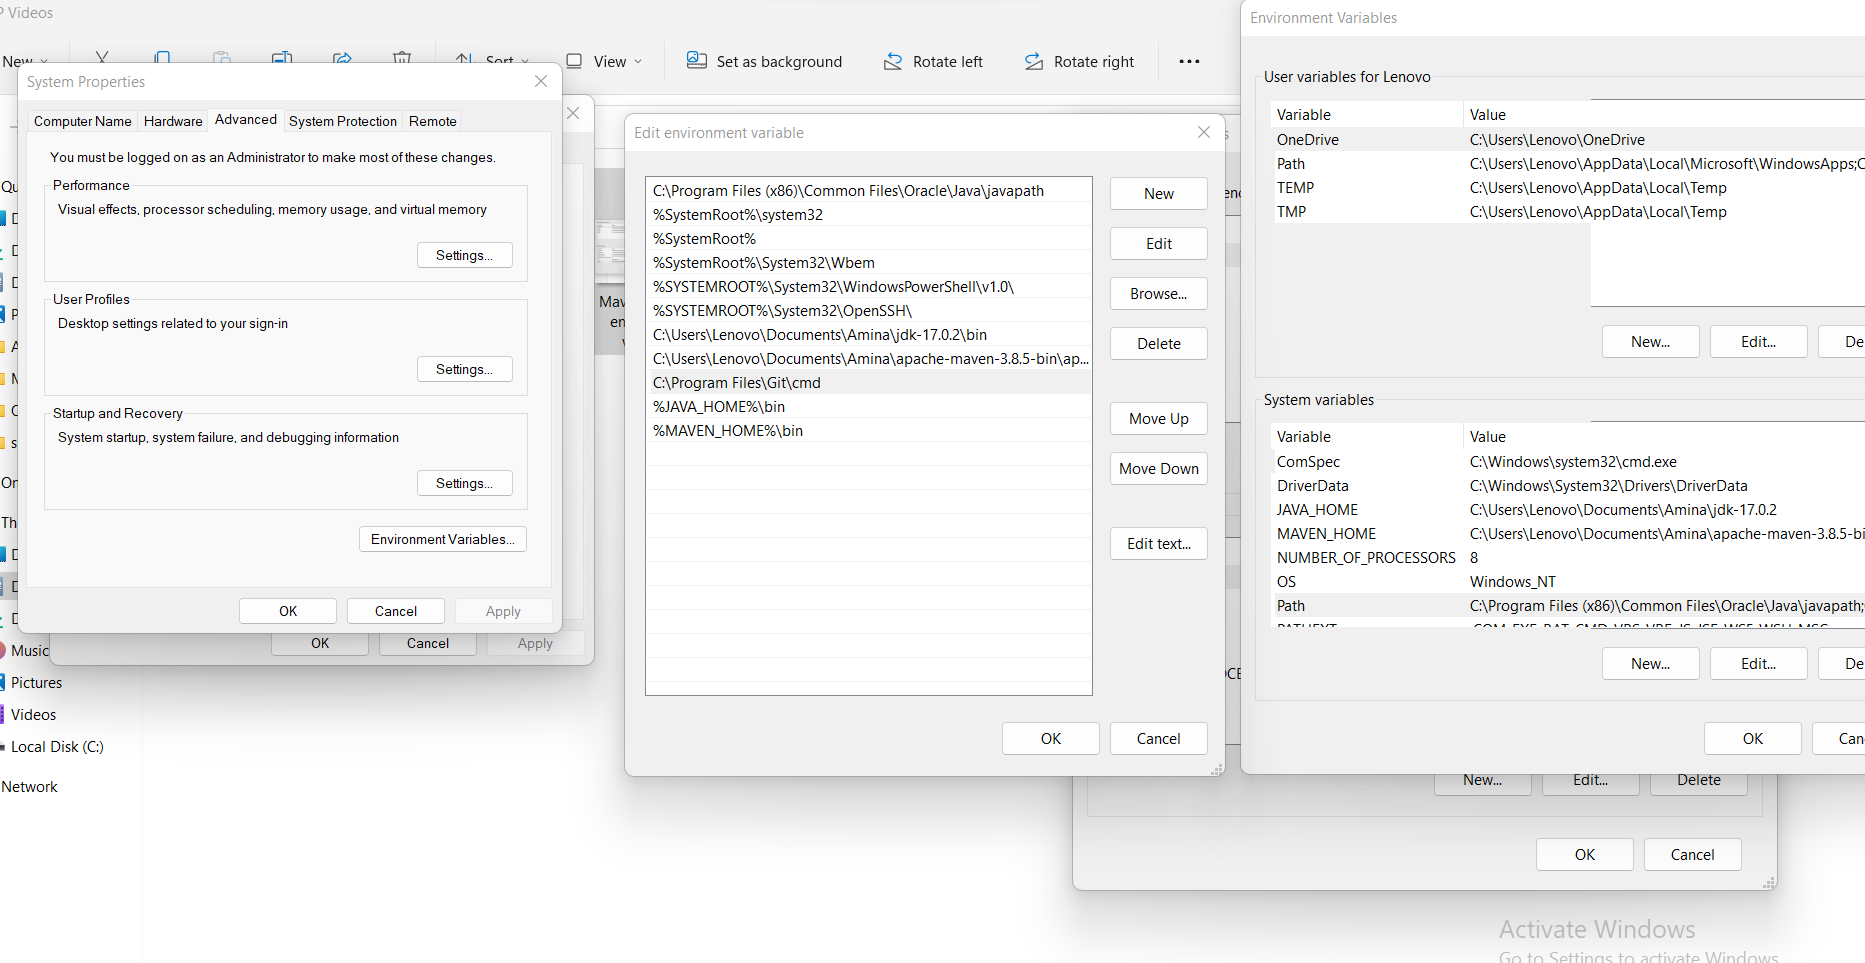 Videos
New
Sort
View
Set as background
Rotate left
Rotate right
System Properties
Computer Name
Hardware
Advanced
System Protection
Remote
You must be logged on as an Administrator to make most of these changes.
Performance
Visual effects, processor scheduling, memory usage, and virtual memory
Settings...
User Profiles
Desktop settings related to your sign-in
Settings...
Startup and Recovery
System startup, system failure, and debugging information
Settings...
Environment Variables...
OK
Cancel
Apply
OK
Cancel
Apply
Music
Pictures
Videos
Local Disk (C:)
Network
Edit environment variable
C:\Program Files (x86)\Common Files\Oracle\Java\javapath
%SystemRoot%\system32
%SystemRoot%
%SystemRoot%\System32\Wbem
%SYSTEMROOT%\System32\WindowsPowerShell\v1.0\
%SYSTEMROOT%\System32\OpenSSH\
C:\Users\Lenovo\Documents\Amina\jdk-17.0.2\bin
C:\Users\Lenovo\Documents\Amina\apache-maven-3.8.5-bin\ap...
C:\Program Files\Git\cmd
%JAVA_HOME%\bin
%MAVEN_HOME%\bin
New
Edit
Browse...
Delete
Move Up
Move Down
Edit text...
OK
Cancel
Environment Variables
User variables for Lenovo
Variable Value
OneDrive C:\Users\Lenovo\OneDrive
Path C:\Users\Lenovo\AppData\Local\Microsoft\WindowsApps;C
TEMP C:\Users\Lenovo\AppData\Local\Temp
TMP C:\Users\Lenovo\AppData\Local\Temp
New... Edit... De
System variables
Variable Value
ComSpec C:\Windows\system32\cmd.exe
DriverData C:\Windows\System32\Drivers\DriverData
JAVA_HOME C:\Users\Lenovo\Documents\Amina\jdk-17.0.2
MAVEN_HOME C:\Users\Lenovo\Documents\Amina\apache-maven-3.8.5-bi
NUMBER_OF_PROCESSORS 8
OS Windows_NT
Path C:\Program Files (x86)\Common Files\Oracle\Java\javapath;
New... Edit... De
OK Can
New... Edit... Delete
OK Cancel
Activate Windows
Go to Settings to activate Windows